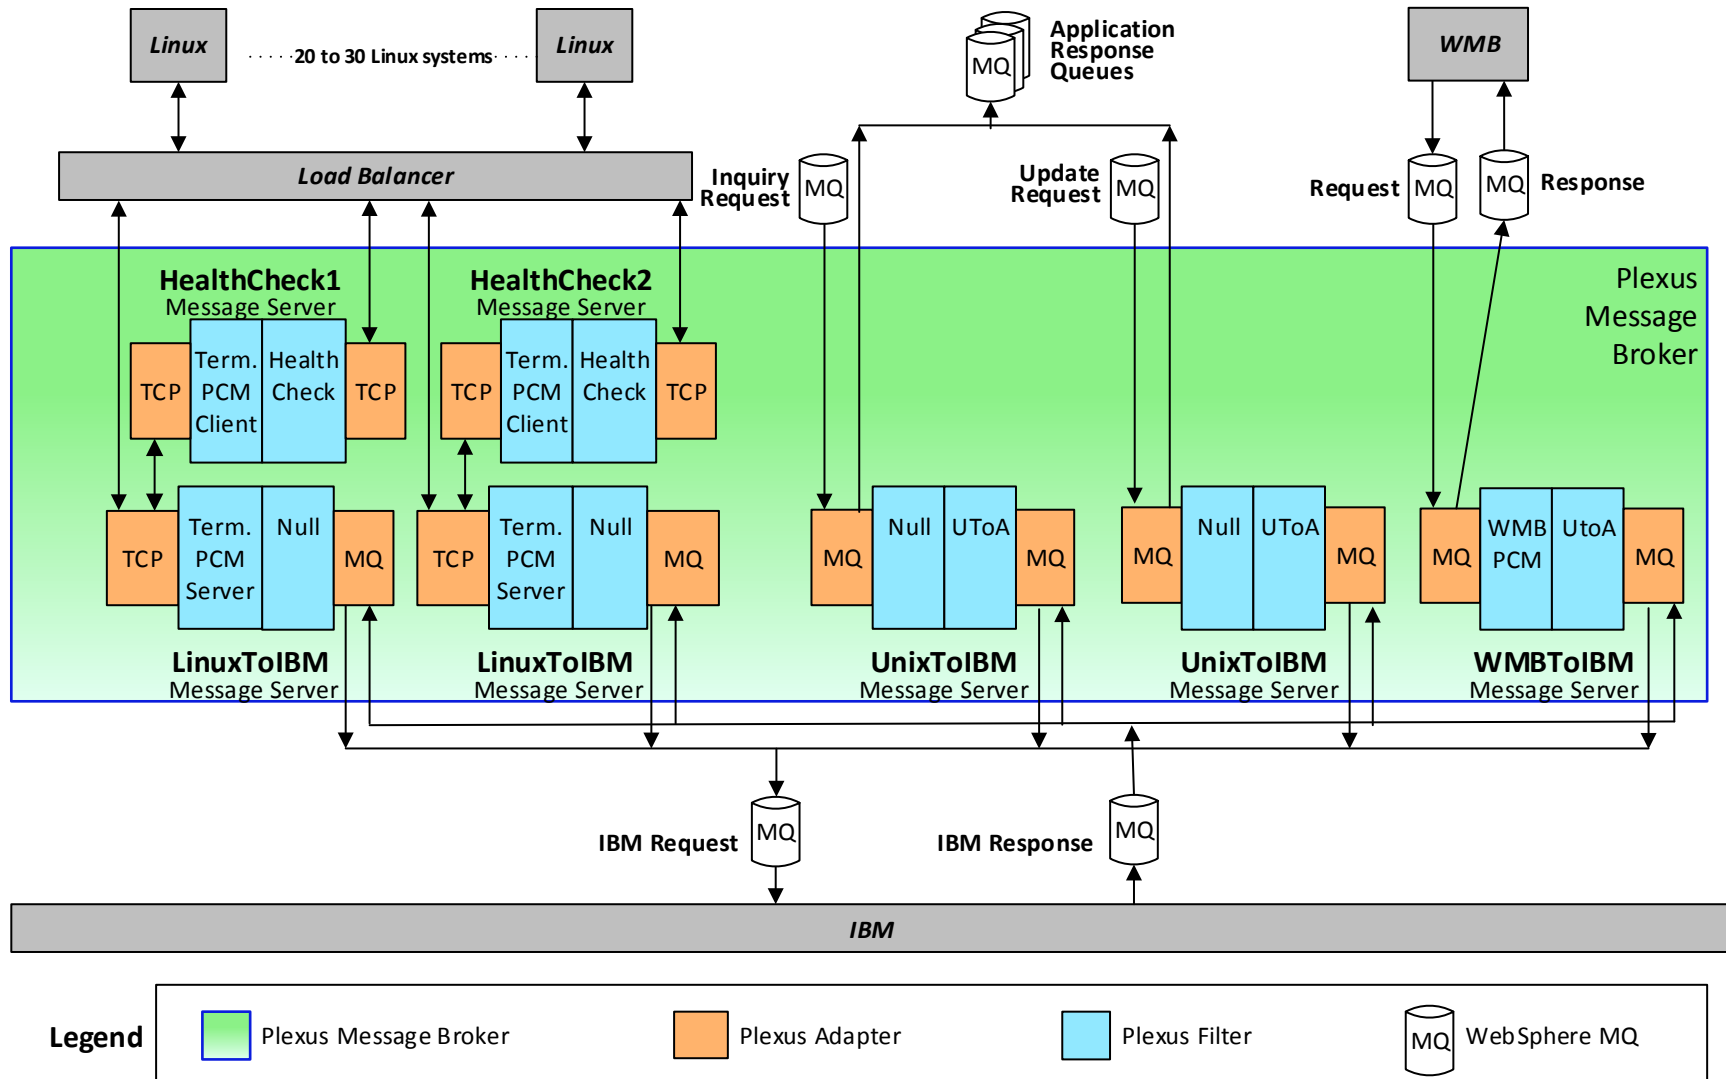 Linux
20 to 30 Linux systems
Linux
MQ
Application
Response
Queues
WMB
Load Balancer
Inquiry
Request
MQ
Update
Request
MQ
Request
MQ
MQ
Response
Plexus
Message
Broker
HealthCheck1
Message Server
TCP
Term.
PCM
Client
Health
Check
TCP
HealthCheck2
Message Server
TCP
Term.
PCM
Client
Health
Check
TCP
TCP
Term.
PCM
Server
Null
MQ
LinuxToIBM
Message Server
TCP
Term.
PCM
Server
Null
MQ
LinuxToIBM
Message Server
MQ
Null
UToA
MQ
UnixToIBM
Message Server
MQ
Null
UToA
MQ
UnixToIBM
Message Server
MQ
WMB
PCM
UtoA
MQ
WMBToIBM
Message Server
IBM Request
MQ
IBM Response
MQ
IBM
Legend
Plexus Message Broker
Plexus Adapter
Plexus Filter
MQ
WebSphere MQ